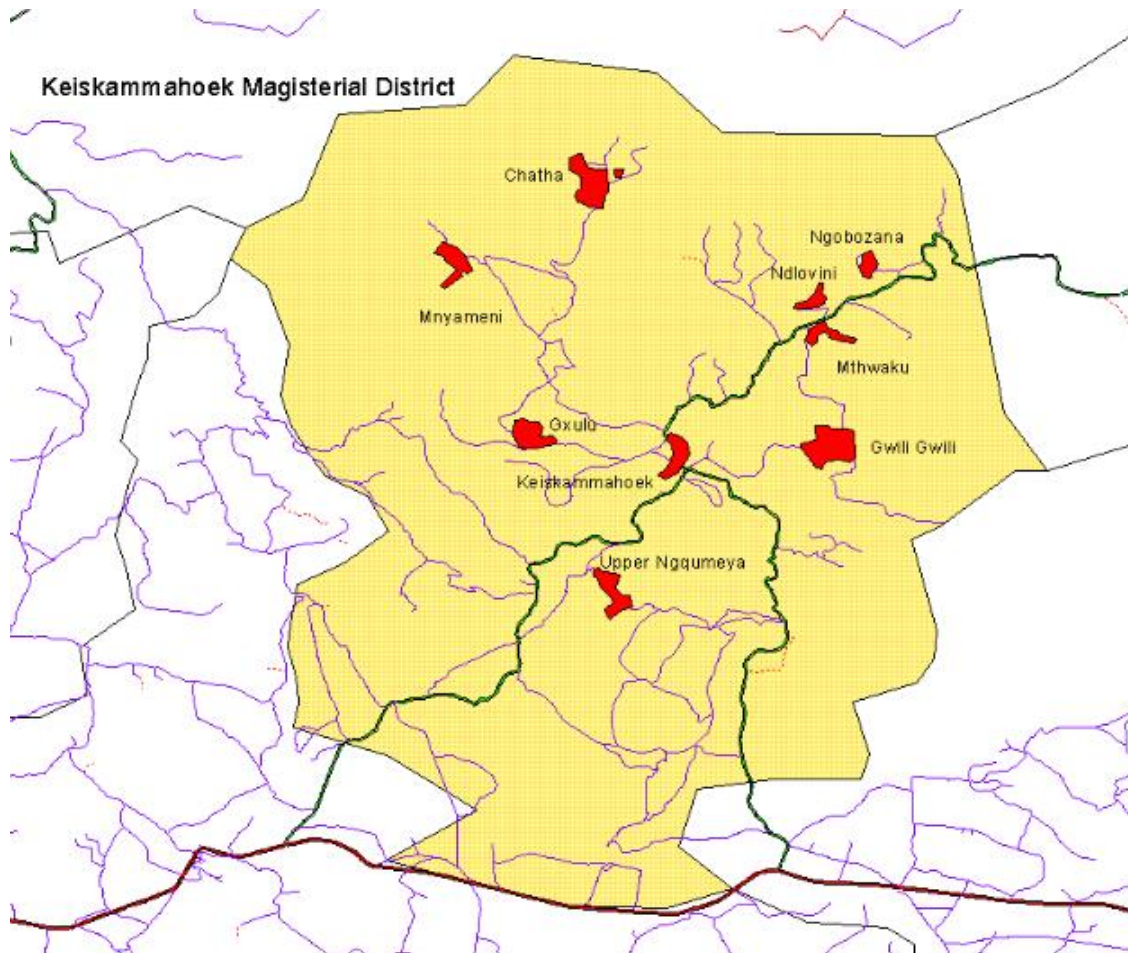 Keiskammahoek Magisterial District
Chatha
Ngobozana
Ndlovini
Mnyameni
Mthwaku
Gxulu
Gwili Gwili
Keiskammahoek
Upper Ngqumeya